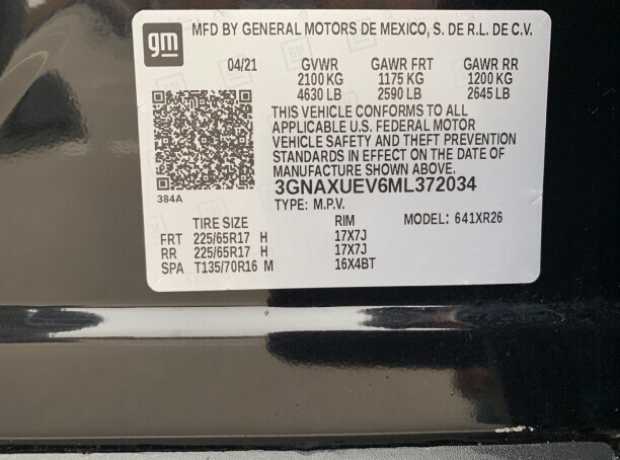 gm
MFD BY GENERAL MOTORS DE MEXICO, S. DE R.L. DE C.V.
04/21 GVWR GAWR FRT GAWR RR
2100 KG 1175 KG 1200 KG
4630 LB 2590 LB 2645 LB
THIS VEHICLE CONFORMS TO ALL
APPLICABLE U.S. FEDERAL MOTOR
VEHICLE SAFETY AND THEFT PREVENTION
STANDARDS IN EFFECT ON THE DATE OF
MANUFACTURE SHOWN ABOVE.
3GNAXUEV6ML372034
384A
TYPE: M.P.V.
TIRE SIZE RIM MODEL: 641XR26
FRT 225/65R17 H 17X7J
RR 225/65R17 H 17X7J
SPA T135/70R16 M 16X4BT